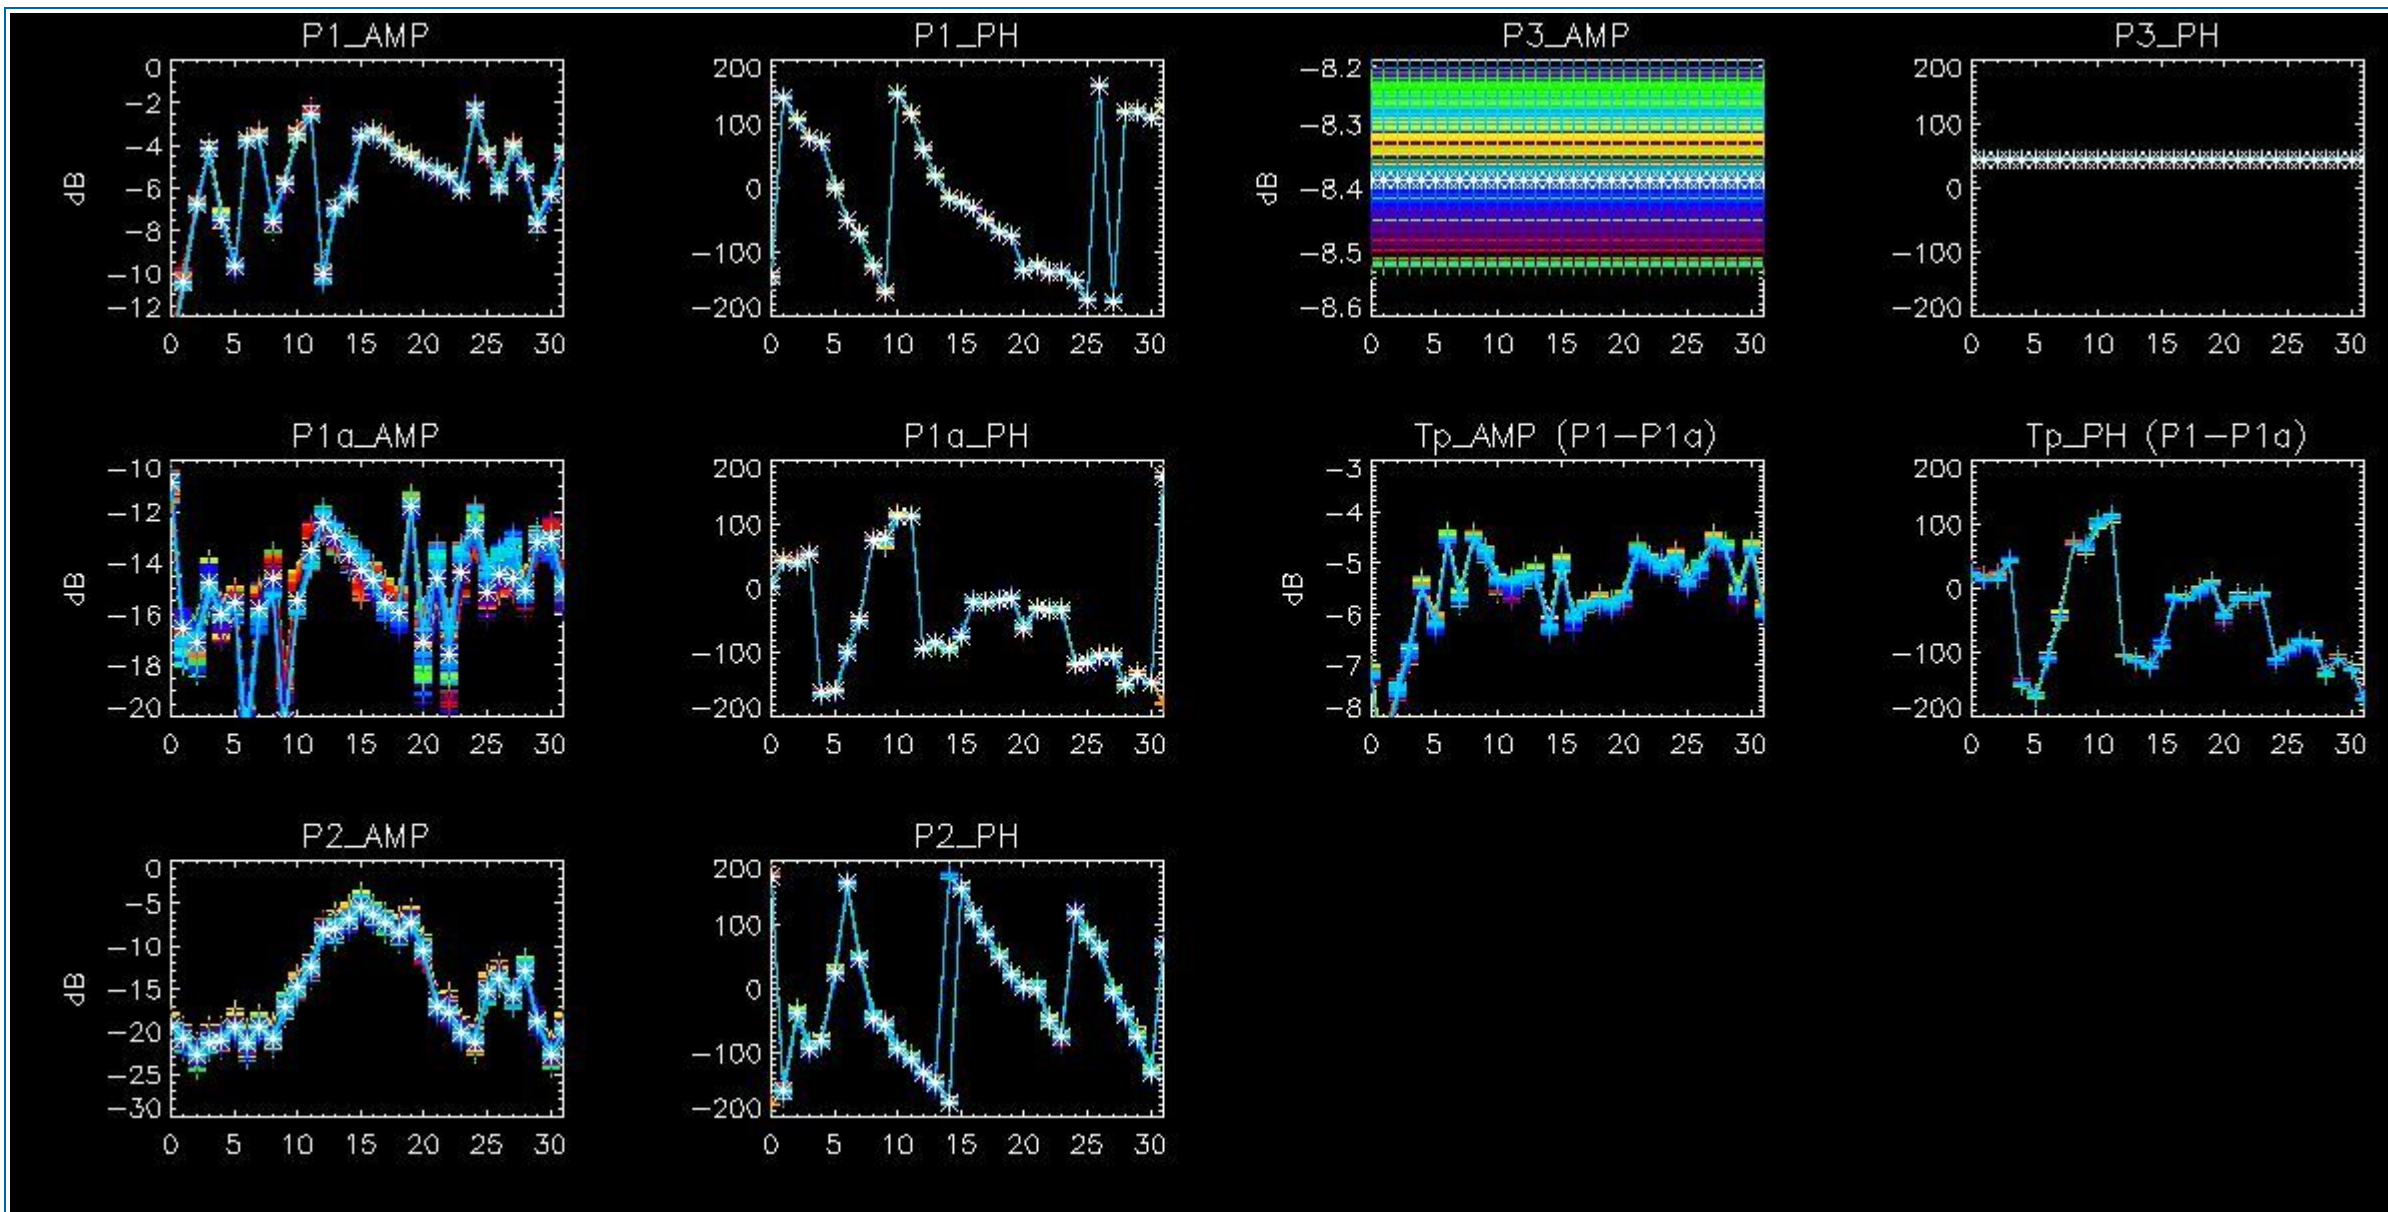 P1_AMP P1_PH P3_AMP P3_PH
0 200 -8.2 200
-2 100 -8.3 100
-4 0 -8.4 0
-6 -100 -8.5 -100
-8 -200 -8.6 -200
-10
-12
dB dB
0 5 10 15 20 25 30 0 5 10 15 20 25 30 0 5 10 15 20 25 30 0 5 10 15 20 25 30
P1a_AMP P1a_PH Tp_AMP (P1-P1a) Tp_PH (P1-P1a)
-10 200 -3 200
-12 100 -4 100
-14 0 -5 0
-16 -100 -6 -100
-18 -200 -7 -200
-20 -8
dB dB
0 5 10 15 20 25 30 0 5 10 15 20 25 30 0 5 10 15 20 25 30 0 5 10 15 20 25 30
P2_AMP P2_PH
0 200
-5 100
-10 0
-15 -100
-20 -200
-25
-30
dB
0 5 10 15 20 25 30 0 5 10 15 20 25 30